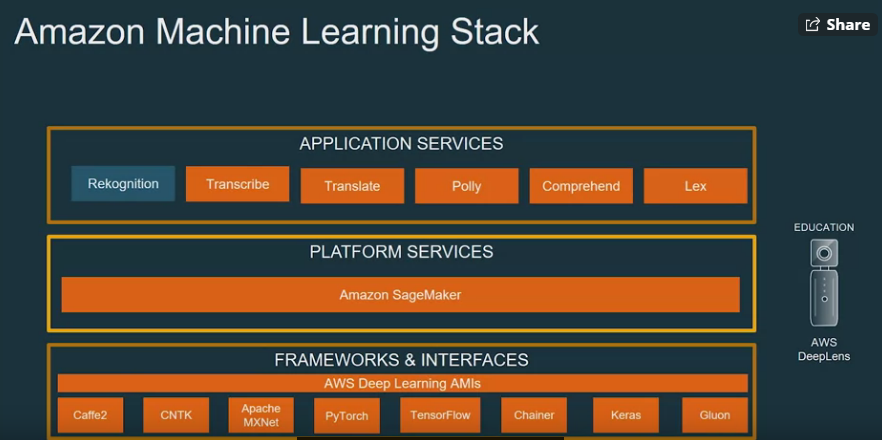 Amazon Machine Learning Stack
Share
APPLICATION SERVICES
Rekognition
Transcribe
Translate
Polly
Comprehend
Lex
PLATFORM SERVICES
Amazon SageMaker
EDUCATION
AWS
DeepLens
FRAMEWORKS & INTERFACES
AWS Deep Learning AMIs
Caffe2
CNTK
Apache
MXNet
PyTorch
TensorFlow
Chainer
Keras
Gluon